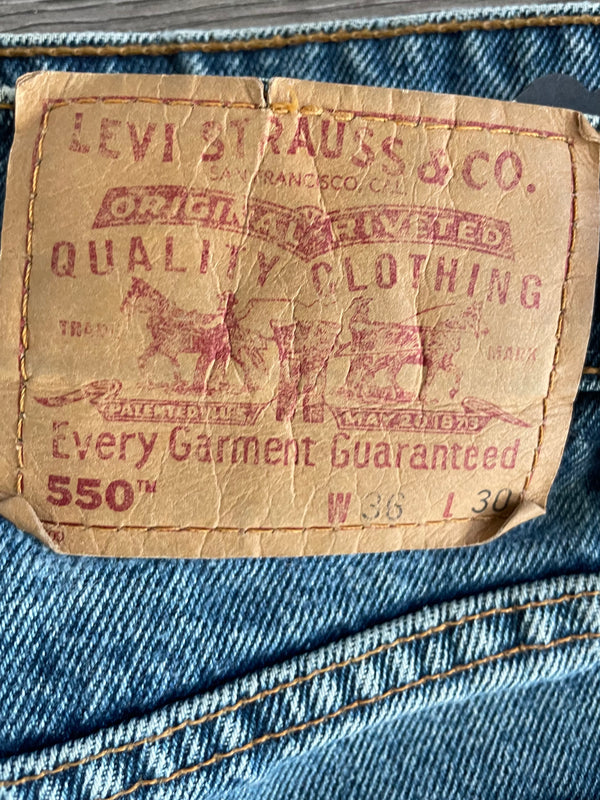 LEVI STRAUSS & CO.
SAN FRANCISCO, CAL.
ORIGINAL RIVETED
QUALITY CLOTHING
TRADE MARK
PATENTED IN U.S. MAY 20 1873
Every Garment Guaranteed
550™ W 36 L 30